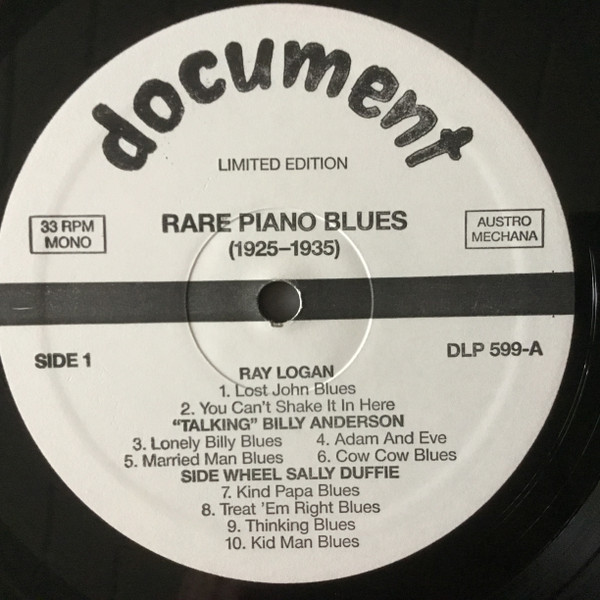 document
LIMITED EDITION
33 RPM
MONO
RARE PIANO BLUES
(1925–1935)
AUSTRO
MECHANA
SIDE 1
DLP 599-A
RAY LOGAN
1. Lost John Blues
2. You Can't Shake It In Here
“TALKING” BILLY ANDERSON
3. Lonely Billy Blues 4. Adam And Eve
5. Married Man Blues 6. Cow Cow Blues
SIDE WHEEL SALLY DUFFIE
7. Kind Papa Blues
8. Treat 'Em Right Blues
9. Thinking Blues
10. Kid Man Blues